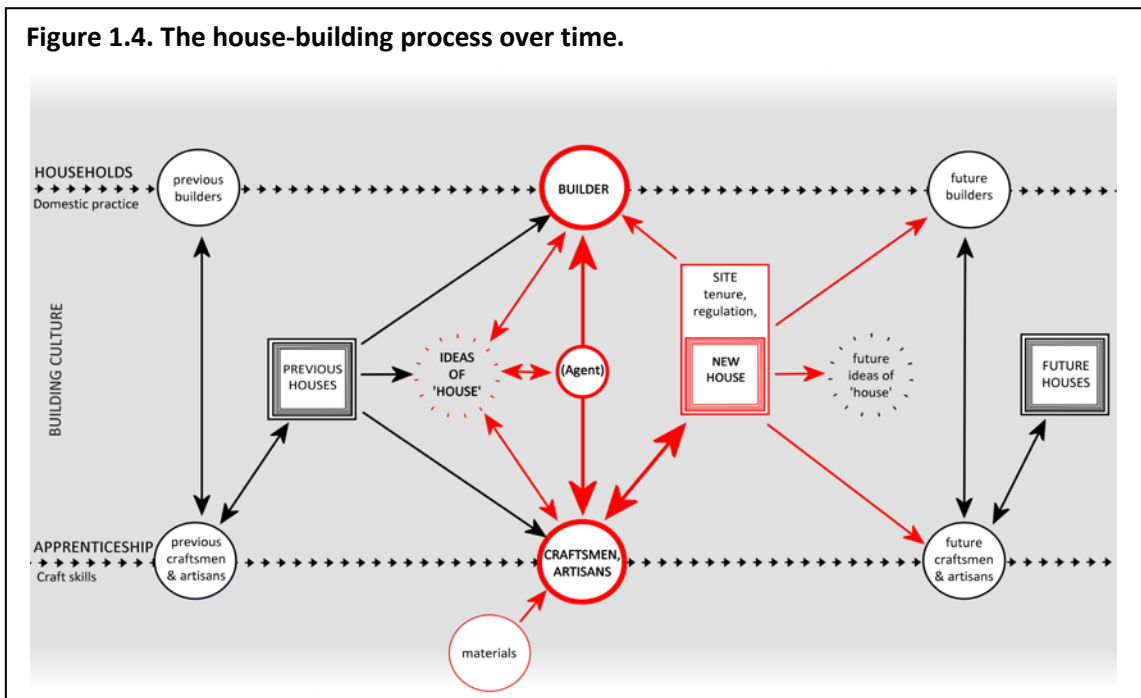 Figure 1.4. The house-building process over time.
HOUSEHOLDS
Domestic practice
previous
builders
BUILDER
future
builders
BUILDING CULTURE
PREVIOUS
HOUSES
IDEAS
OF
'HOUSE'
(Agent)
SITE
tenure,
regulation,
NEW
HOUSE
future
ideas of
'house'
FUTURE
HOUSES
APPRENTICESHIP
Craft skills
previous
craftsmen
& artisans
CRAFTSMEN,
ARTISANS
future
craftsmen
& artisans
materials